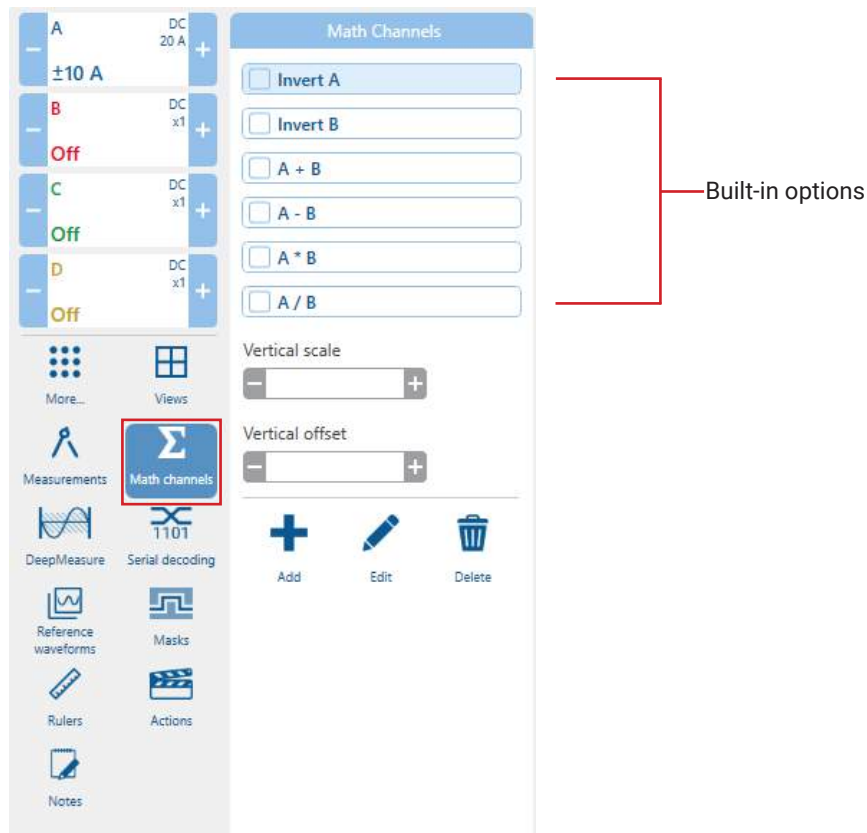 A
DC
20 A
±10 A
B
DC
x1
Off
C
DC
x1
Off
D
DC
x1
Off
More...
Views
Measurements
Math channels
DeepMeasure
1101
Serial decoding
Reference
waveforms
Masks
Rulers
Actions
Notes
Math Channels
Invert A
Invert B
A + B
A - B
A * B
A / B
Vertical scale
Vertical offset
Add
Edit
Delete
Built-in options